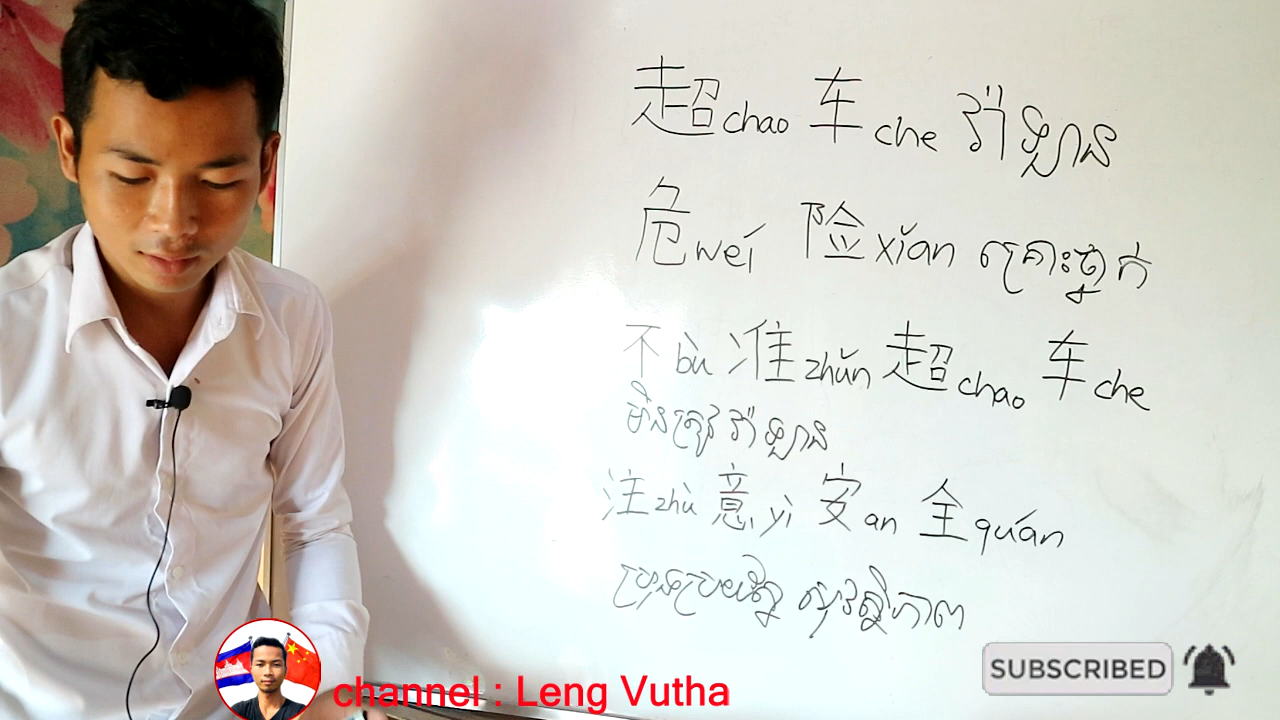 超chao 车che វ៉ាឡាន
危weí 险xiǎn គ្រោះថ្នាក់
不bù 准zhǔn 超chao 车che
មិនត្រូវ វ៉ាឡាន
注zhù 意yì 安an 全quán
ប្រុងប្រយ័ត្ន សុវត្ថិភាព
SUBSCRIBED
channel : Leng Vutha